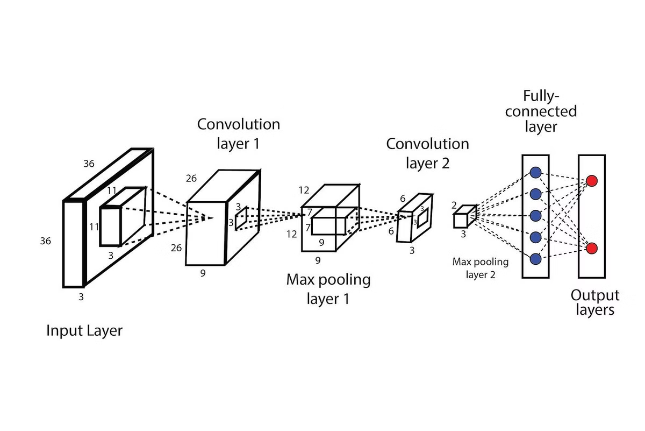 Fully-
connected
layer
Convolution
layer 1
Convolution
layer 2
36
36
11
11
3
3
26
26
9
3
3
12
12
7
7
9
9
6
6
3
2
3
Max pooling
layer 1
Max pooling
layer 2
Input Layer
Output
layers